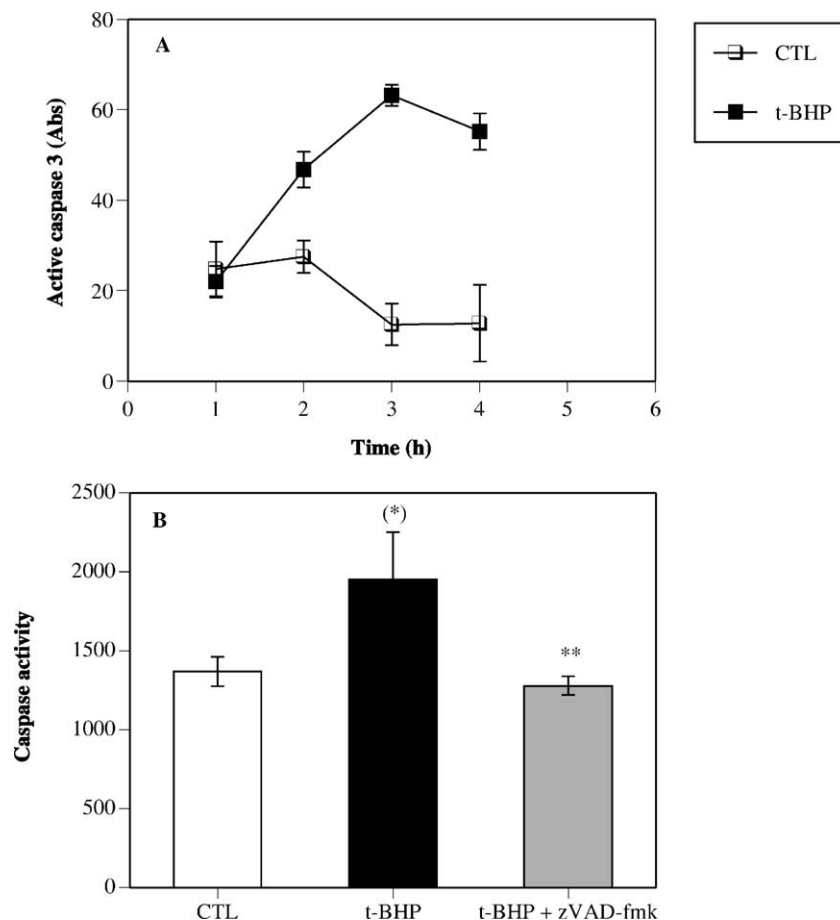 A
CTL
t-BHP
Active caspase 3 (Abs)
80
60
40
20
0
0 1 2 3 4 5 6
Time (h)
B
Caspase activity
2500
2000
1500
1000
500
0
(*)
**
CTL t-BHP t-BHP + zVAD-fmk